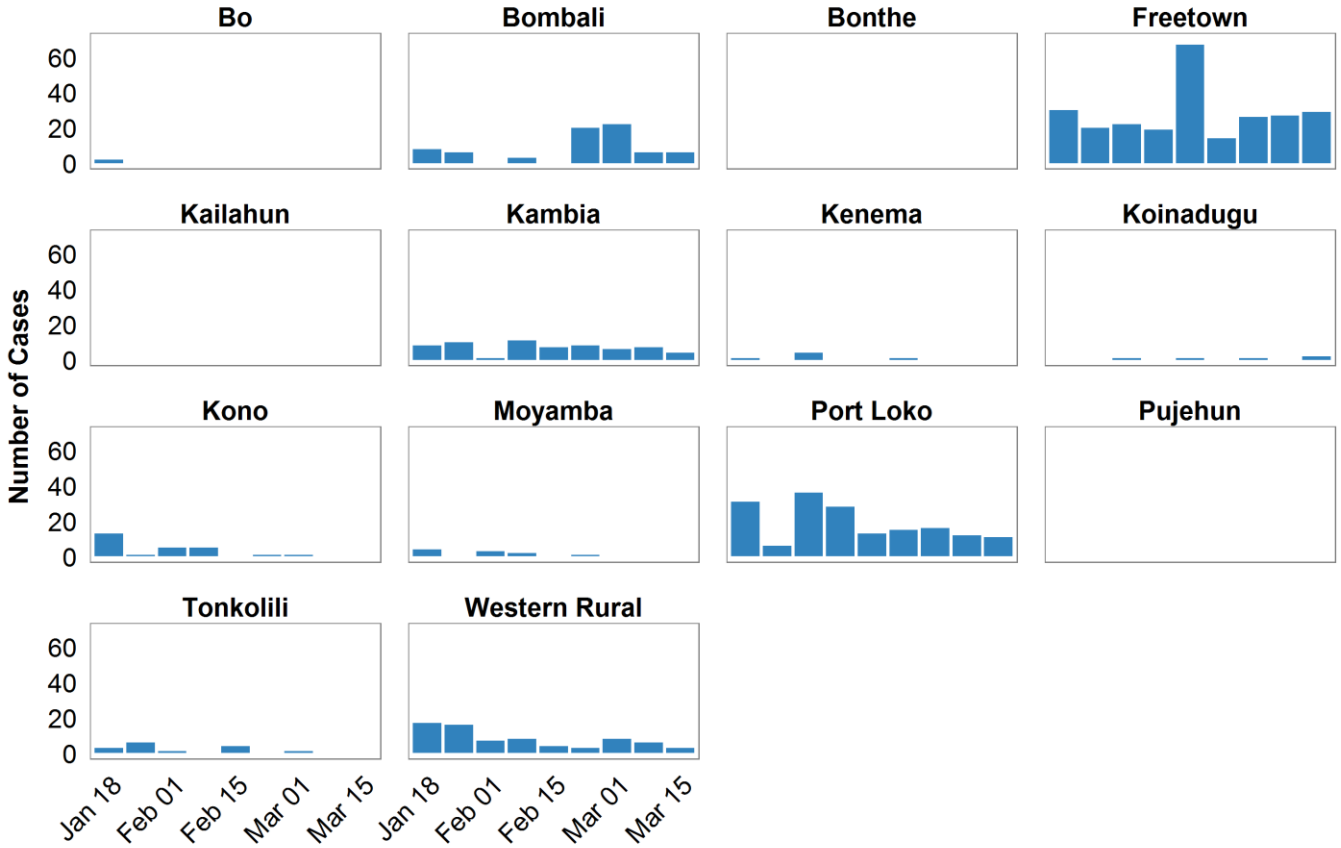 Bo Bombali Bonthe Freetown
60
40
20
0
Kailahun Kambia Kenema Koinadugu
60
40
20
0
Number of Cases
Kono Moyamba Port Loko Pujehun
60
40
20
0
Tonkolili Western Rural
60
40
20
0
Jan 18 Feb 01 Feb 15 Mar 01 Mar 15 Jan 18 Feb 01 Feb 15 Mar 01 Mar 15